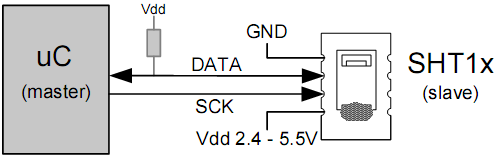 Vdd
uC
(master)
GND
DATA
SCK
Vdd 2.4 - 5.5V
SHT1x
(slave)